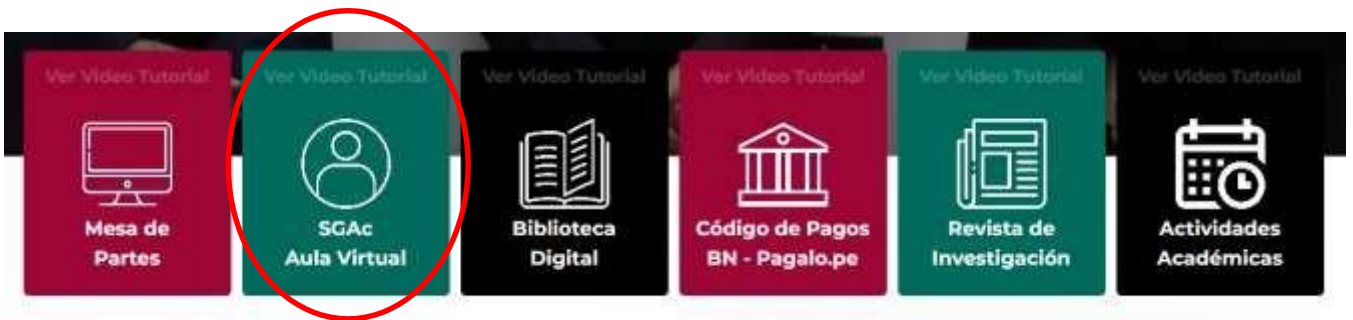 Ver Video Tutorial
Mesa de
Partes
Ver Video Tutorial
SGAc
Aula Virtual
Ver Video Tutorial
Biblioteca
Digital
Ver Video Tutorial
Código de Pagos
BN - Pagalo.pe
Ver Video Tutorial
Revista de
Investigación
Ver Video Tutorial
Actividades
Académicas